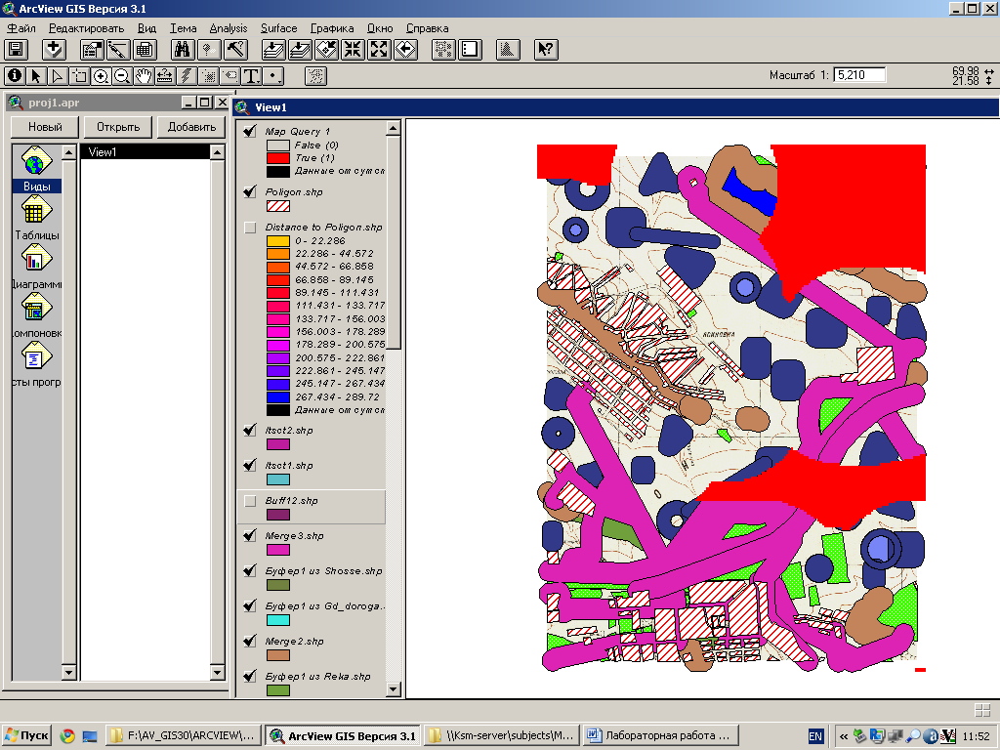 ArcView GIS Версия 3.1
Файл Редактировать Вид Тема Analysis Surface Графика Окно Справка
Масштаб 1: 5,210
69.98
21.58
proj1.apr
Новый Открыть Добавить
View1
Виды
Таблицы
Диаграмм
омпоновк
сты прогр
View1
Map Query 1
False (0)
True (1)
Данные отсутс
Poligon.shp
Distance to Poligon.shp
0 - 22.286
22.286 - 44.572
44.572 - 66.858
66.858 - 89.145
89.145 - 111.431
111.431 - 133.717
133.717 - 156.003
156.003 - 178.289
178.289 - 200.575
200.575 - 222.861
222.861 - 245.147
245.147 - 267.434
267.434 - 289.72
Данные отсутс
Itsct2.shp
Itsct1.shp
Buff12.shp
Merge3.shp
Буфер1 из Shosse.shp
Буфер1 из Gd_doroga.
Merge2.shp
Буфер1 из Reka.shp
Пуск
F:\AV_GIS30\ARCVIEW\...
ArcView GIS Версия 3.1
\\Ksm-server\subjects\M...
Лабораторная работа ...
EN
«
11:52